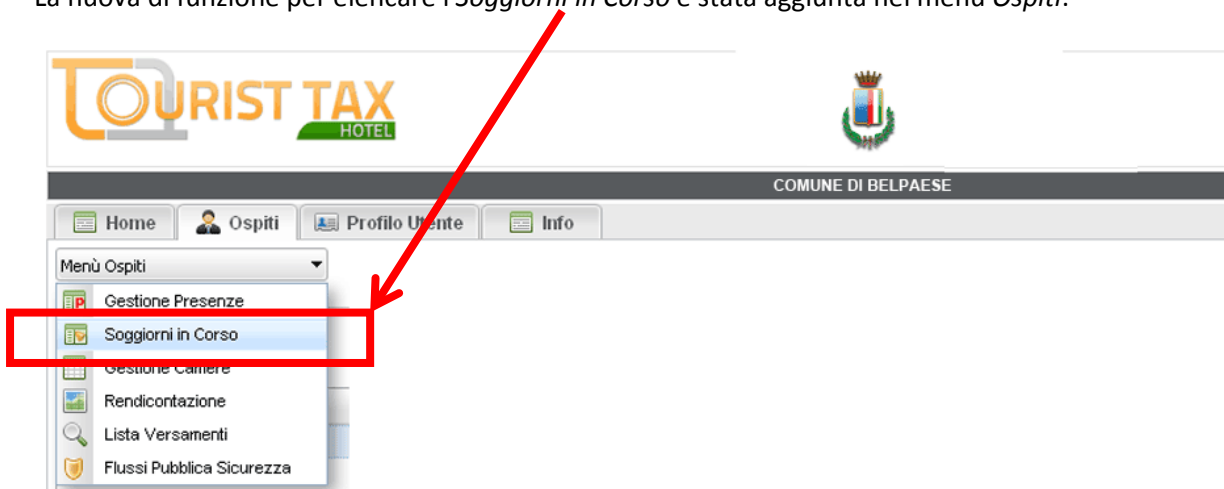 La nuova di funzione per elencare i Soggiorni in Corso è stata aggiunta nel menù Ospiti.
TOURIST TAX
HOTEL
COMUNE DI BELPAESE
Home Ospiti Profilo Utente Info
Menù Ospiti
Gestione Presenze
Soggiorni in Corso
Gestione Camere
Rendicontazione
Lista Versamenti
Flussi Pubblica Sicurezza